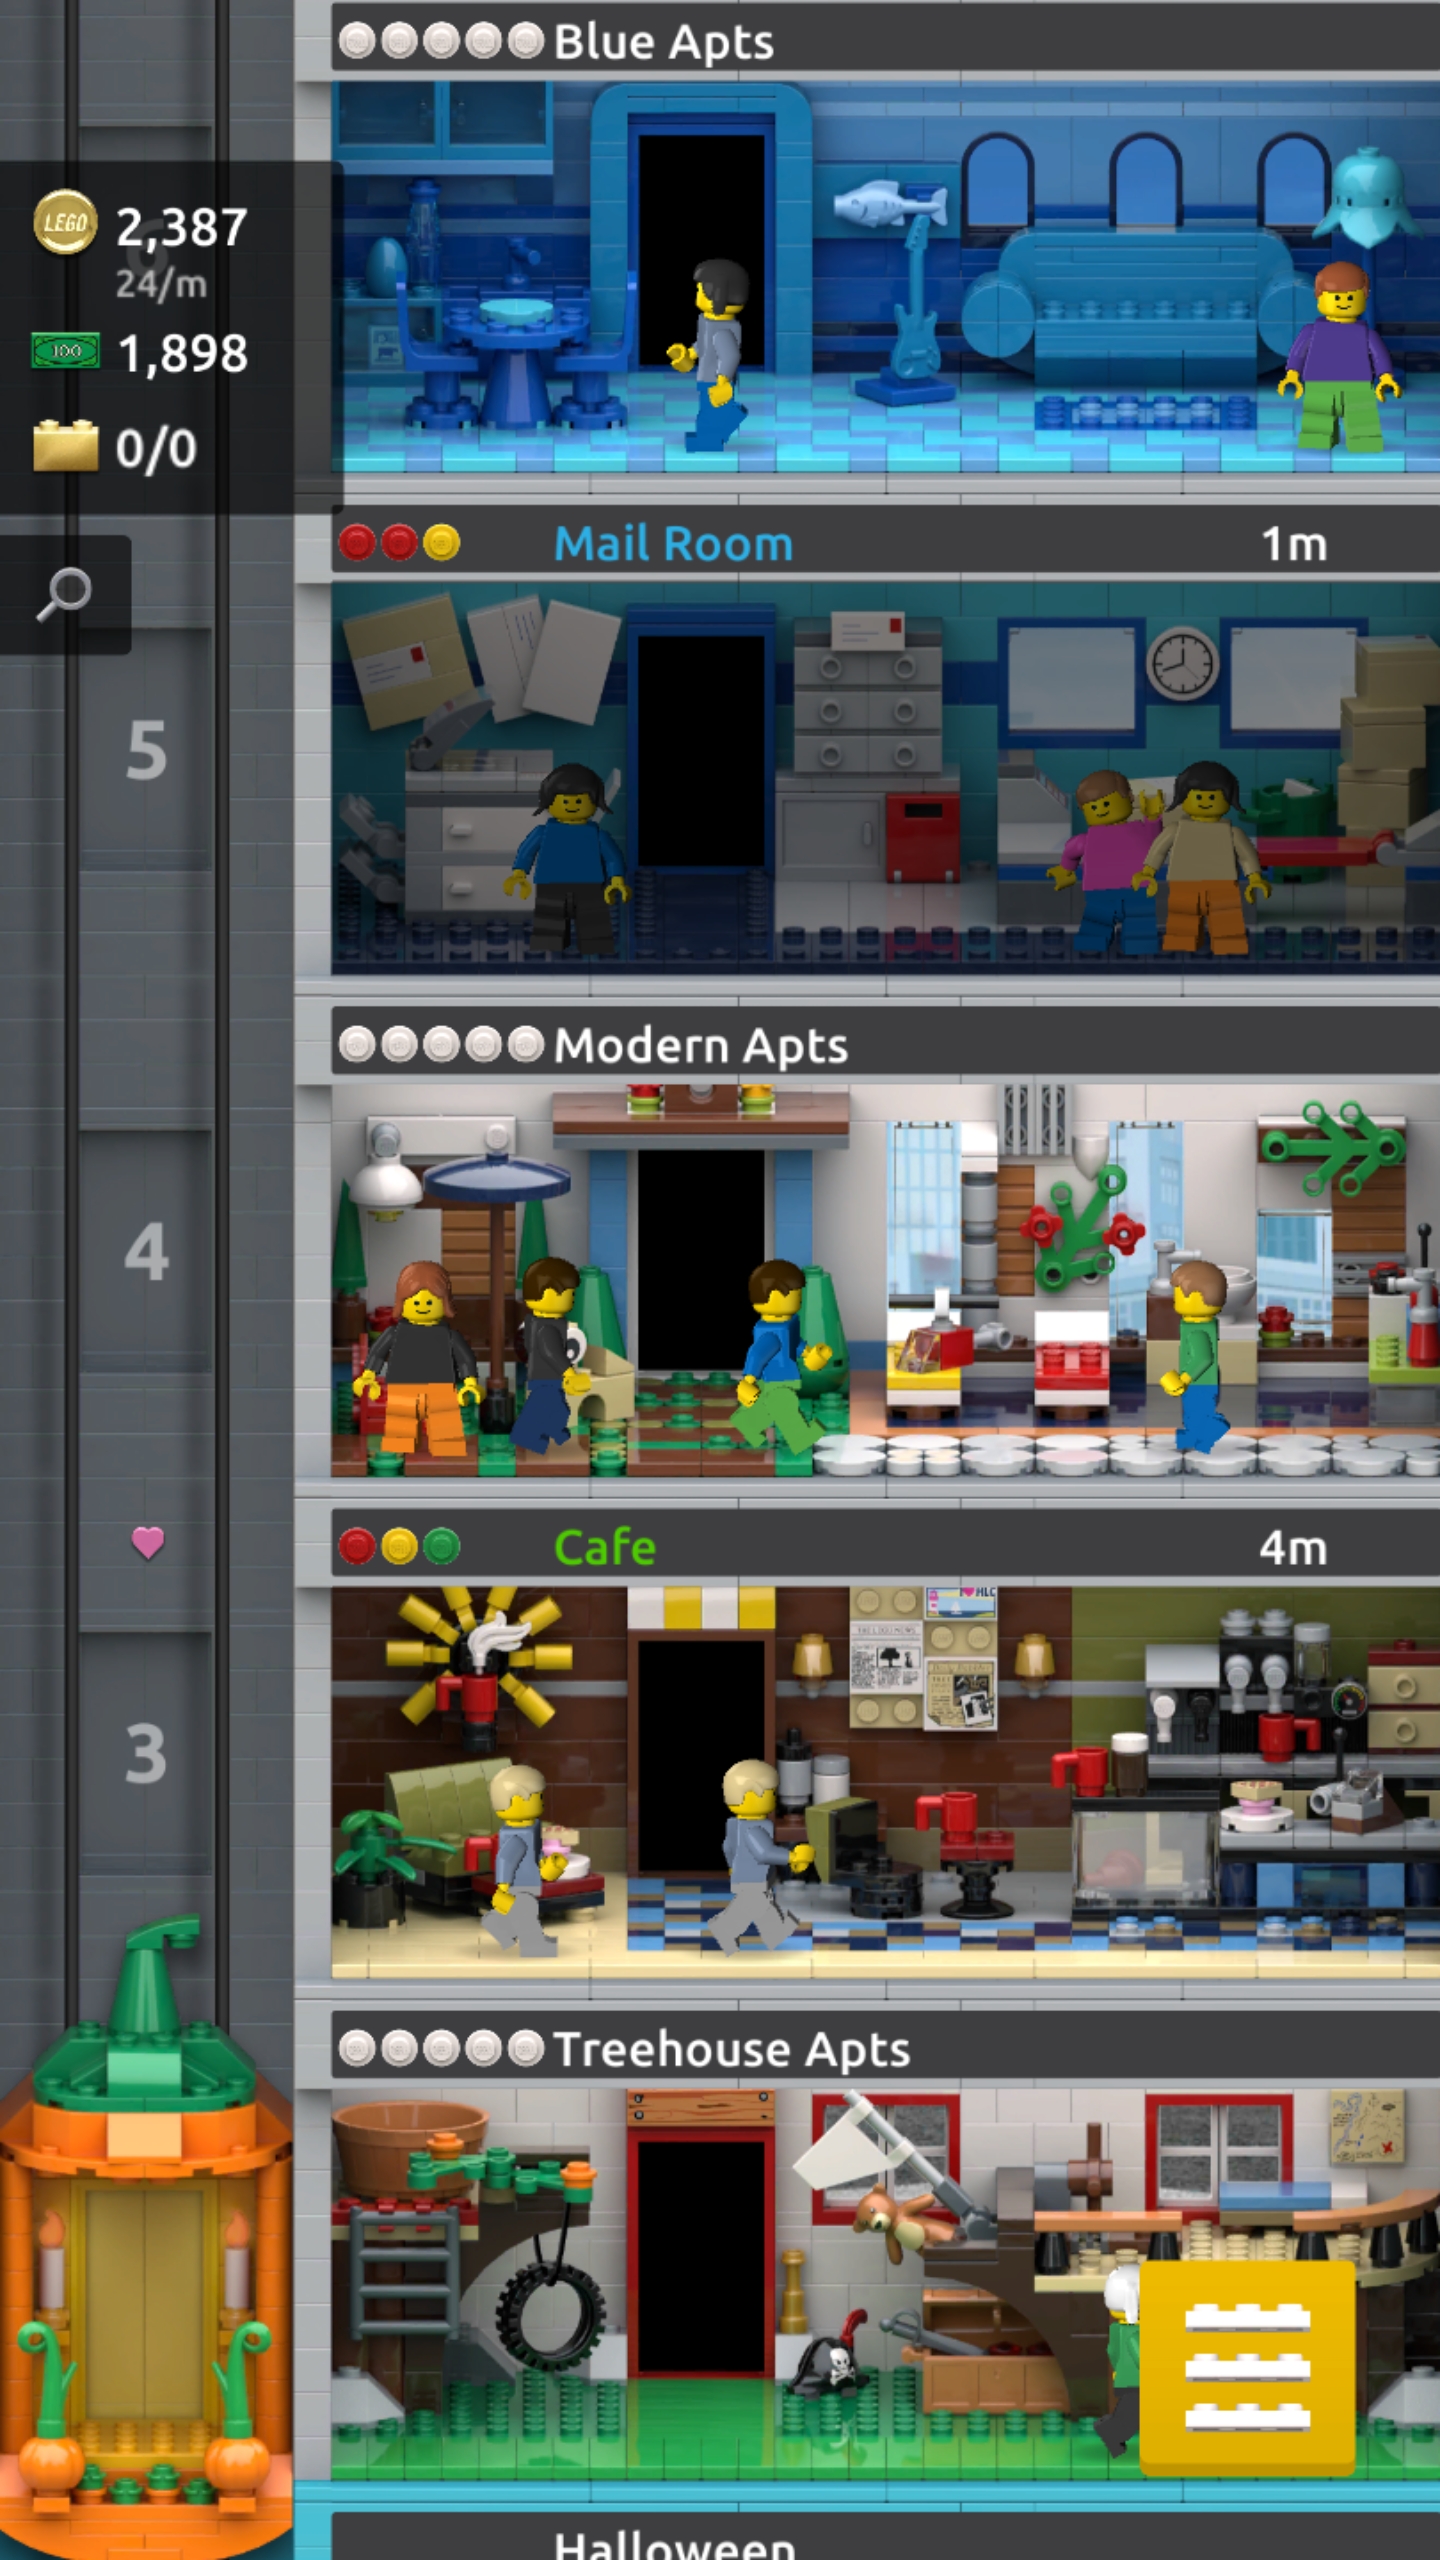 Blue Apts
LEGO 2,387
6
24/m
100 1,898
0/0
Mail Room 1m
5
Modern Apts
4
Cafe 4m
3
Treehouse Apts
Halloween